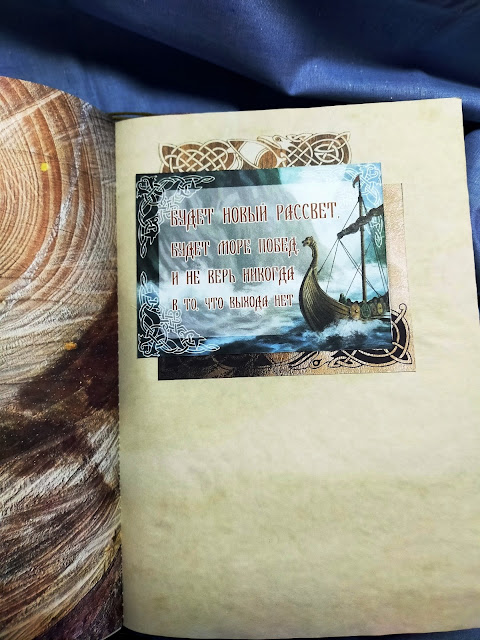 БУДЕТ НОВЫЙ РАССВЕТ,
БУДЕТ МОРЕ ПОБЕД,
И НЕ ВЕРЬ НИКОГДА
В ТО, ЧТО ВЫХОДА НЕТ